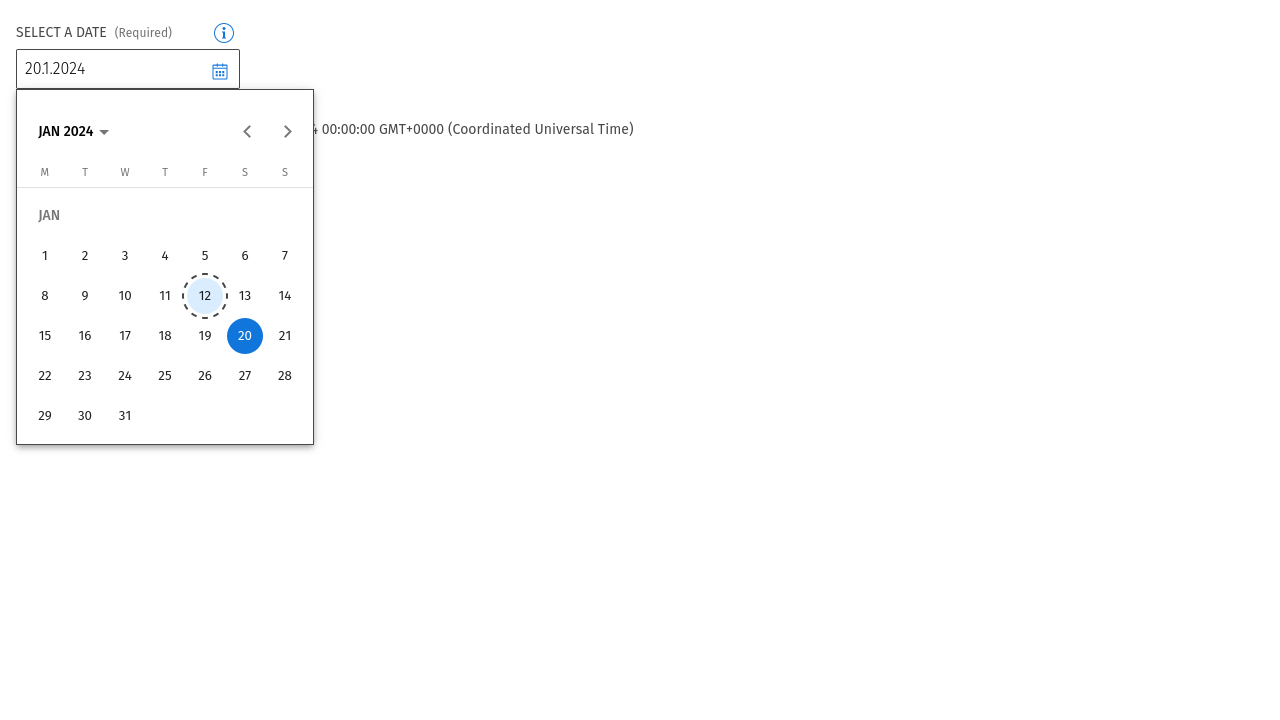 SELECT A DATE (Required)
20.1.2024
JAN 2024
00:00:00 GMT+0000 (Coordinated Universal Time)
M T W T F S S
JAN
1 2 3 4 5 6 7
8 9 10 11 12 13 14
15 16 17 18 19 20 21
22 23 24 25 26 27 28
29 30 31